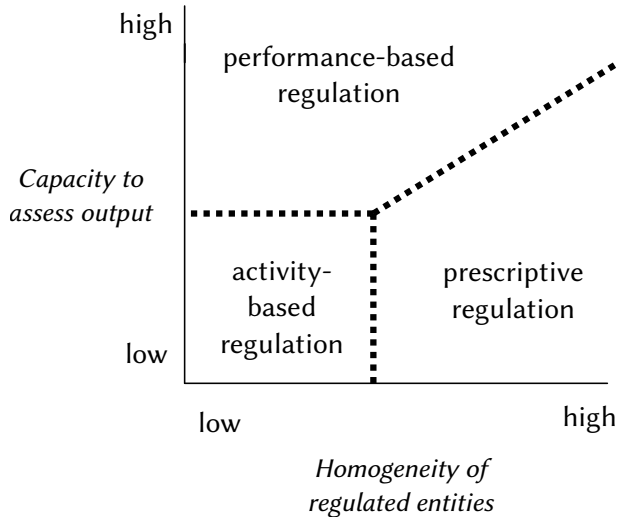 high
performance-based
regulation
Capacity to
assess output
activity-
based
regulation
prescriptive
regulation
low
low
high
Homogeneity of
regulated entities